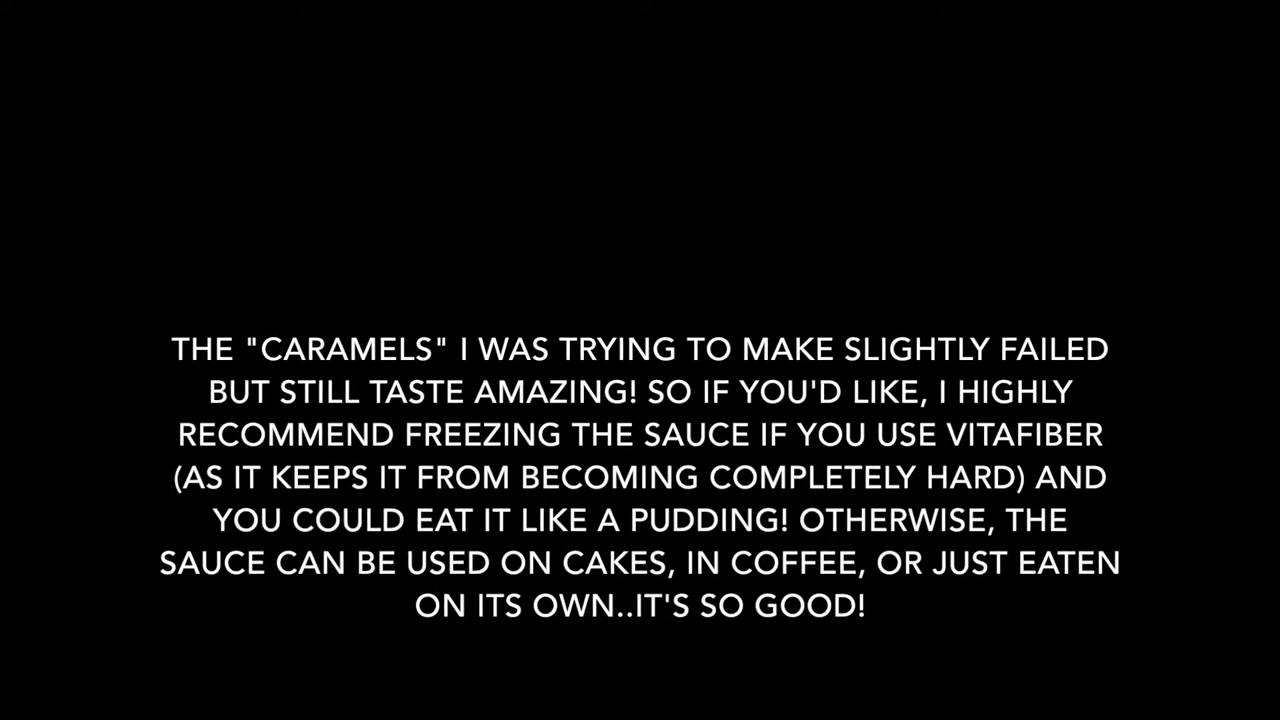 THE "CARAMELS" I WAS TRYING TO MAKE SLIGHTLY FAILED
BUT STILL TASTE AMAZING! SO IF YOU'D LIKE, I HIGHLY
RECOMMEND FREEZING THE SAUCE IF YOU USE VITAFIBER
(AS IT KEEPS IT FROM BECOMING COMPLETELY HARD) AND
YOU COULD EAT IT LIKE A PUDDING! OTHERWISE, THE
SAUCE CAN BE USED ON CAKES, IN COFFEE, OR JUST EATEN
ON ITS OWN..IT'S SO GOOD!